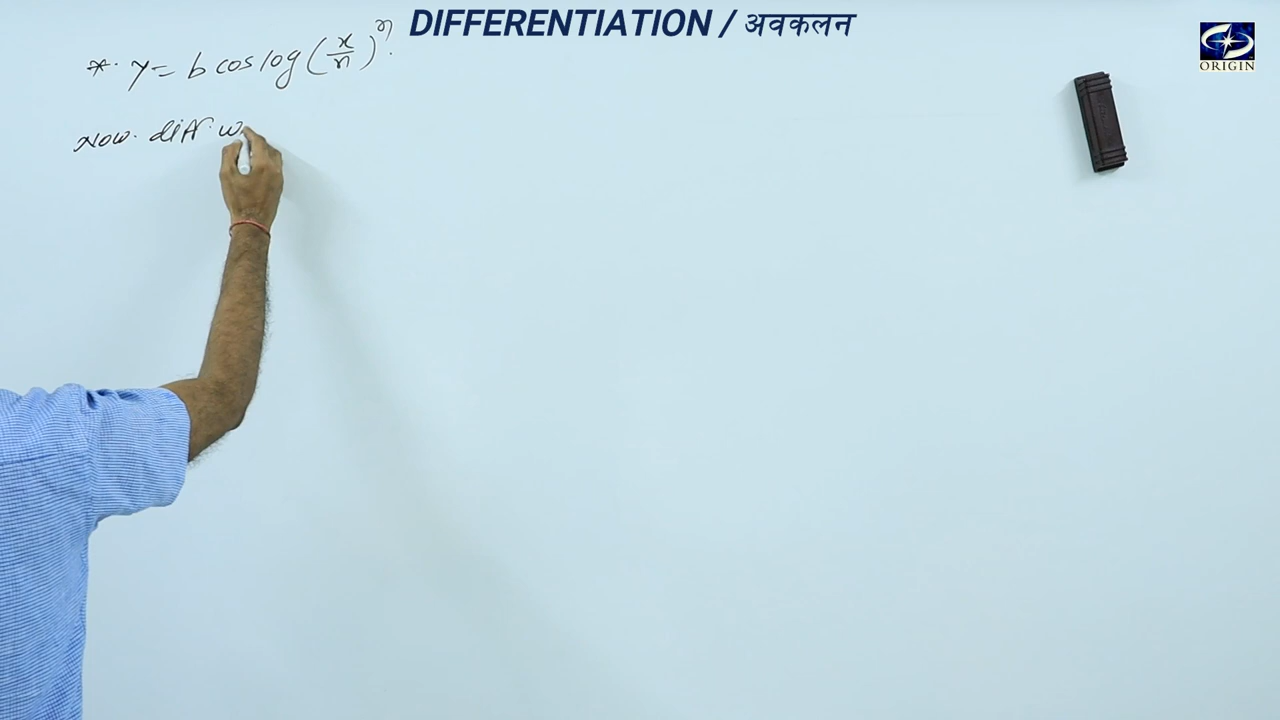 DIFFERENTIATION / अवकलन
*. y = b cos log (x/n)^n.
ORIGIN
Now. diff. w